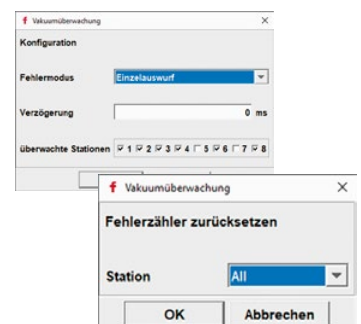 f Vakuumüberwachung
Konfiguration
Fehlermodus Einzelauswurf
Verzögerung 0 ms
überwachte Stationen 1 2 3 4 5 6 7 8
f Vakuumüberwachung
Fehlerzähler zurücksetzen
Station All
OK Abbrechen